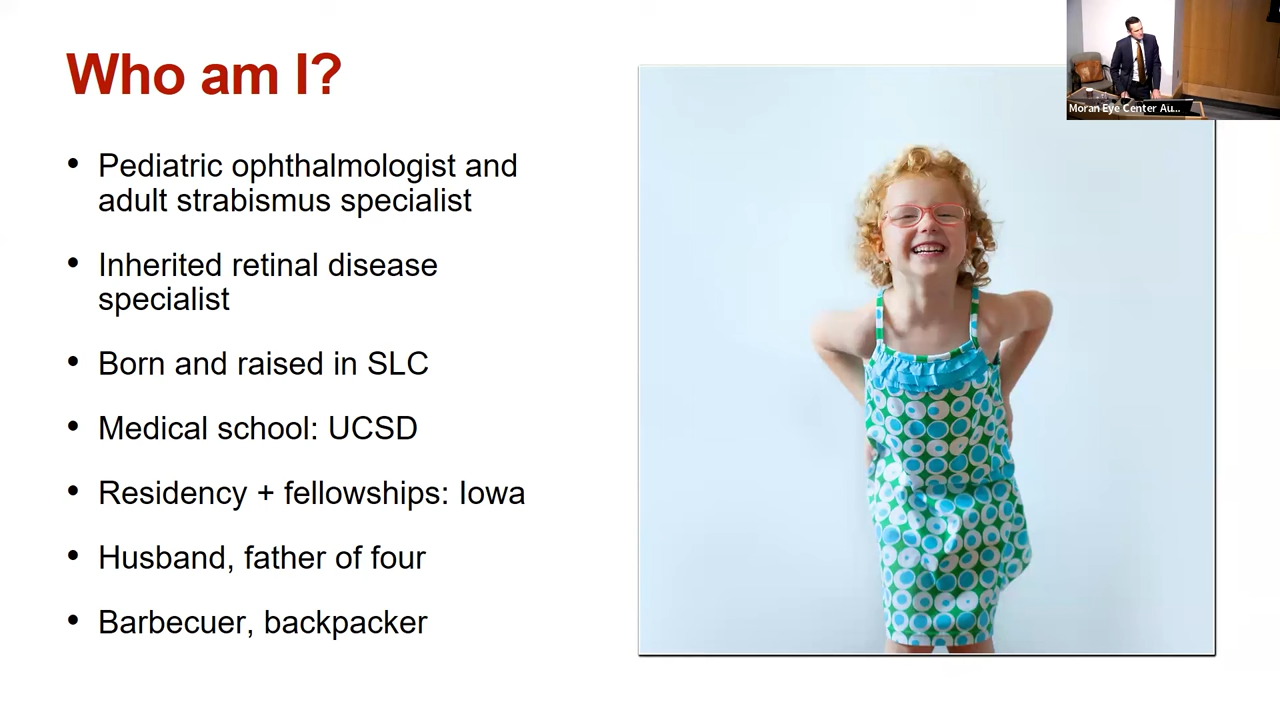 Who am I?
Moran Eye Center Au...
• Pediatric ophthalmologist and
adult strabismus specialist
• Inherited retinal disease
specialist
• Born and raised in SLC
• Medical school: UCSD
• Residency + fellowships: Iowa
• Husband, father of four
• Barbecuer, backpacker